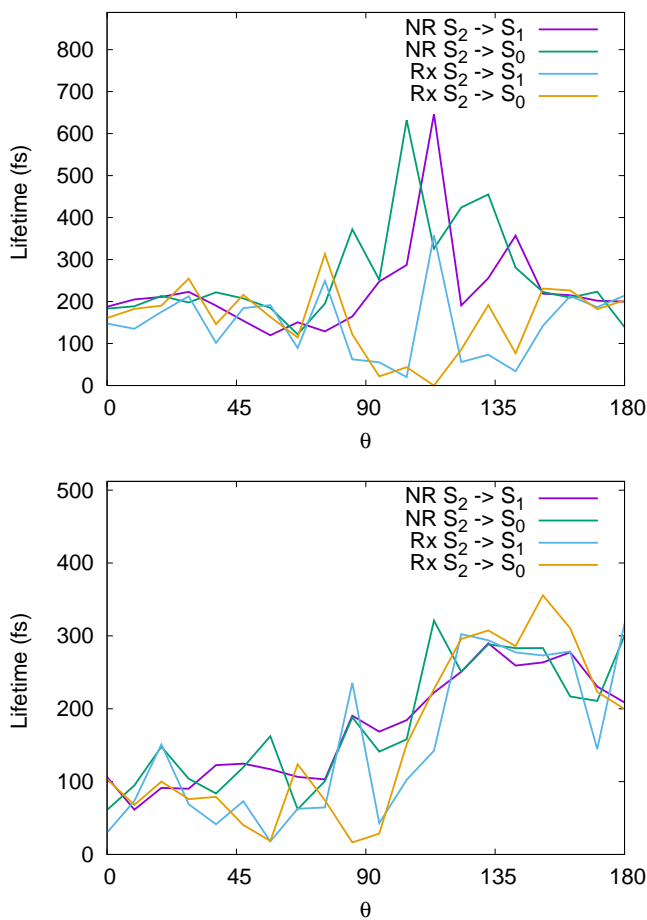 NR S2 -> S1
NR S2 -> S0
Rx S2 -> S1
Rx S2 -> S0
800
700
600
500
400
300
200
100
0
Lifetime (fs)
0 45 90 135 180
θ
NR S2 -> S1
NR S2 -> S0
Rx S2 -> S1
Rx S2 -> S0
500
400
300
200
100
0
Lifetime (fs)
0 45 90 135 180
θ